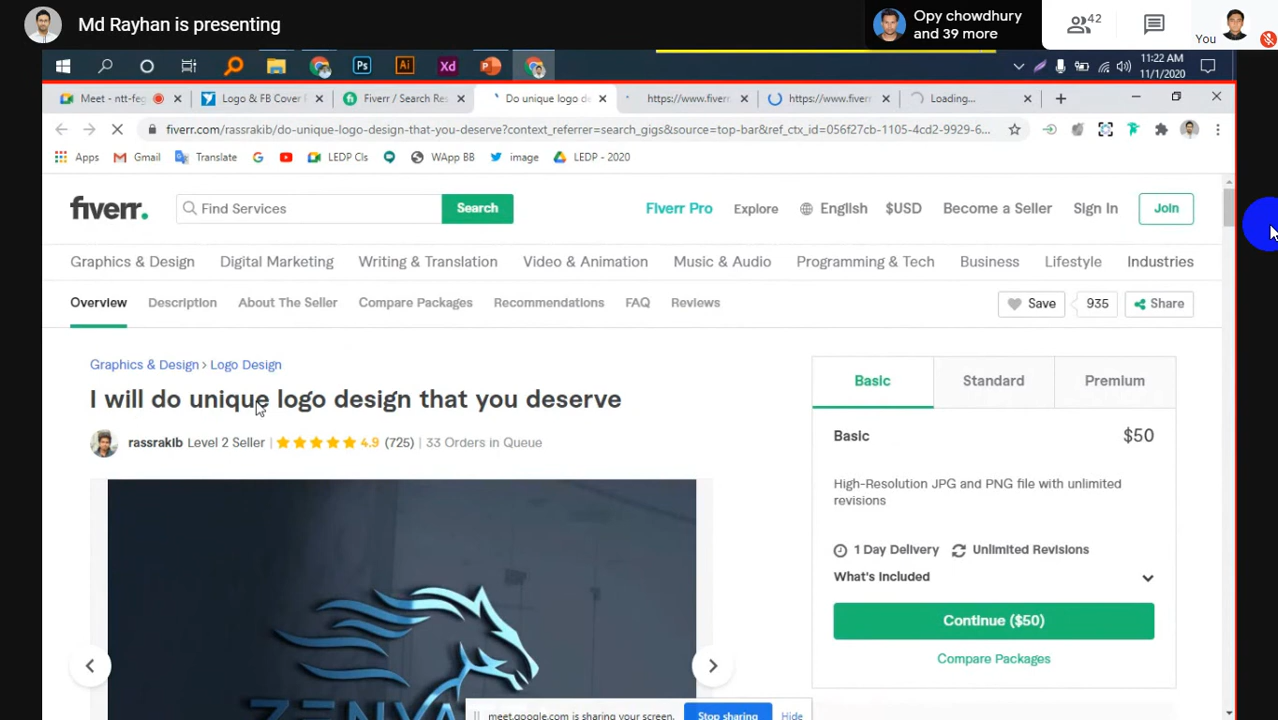 Md Rayhan is presenting
Opy chowdhury
and 39 more
42
You
Ps
Ai
Xd
11:22 AM
11/1/2020
Meet - ntt-feg
Logo & FB Cover
Fiverr / Search Re
Do unique logo d
https://www.fiverr
https://www.fiverr
Loading...
fiverr.com/rassrakib/do-unique-logo-design-that-you-deserve?context_referrer=search_gigs&source=top-bar&ref_ctx_id=056f27cb-1105-4cd2-9929-6...
Apps
Gmail
Translate
LEDP Cls
WApp BB
image
LEDP - 2020
fiverr.
Find Services
Search
Fiverr Pro
Explore
English
$USD
Become a Seller
Sign In
Join
Graphics & Design
Digital Marketing
Writing & Translation
Video & Animation
Music & Audio
Programming & Tech
Business
Lifestyle
Industries
Overview
Description
About The Seller
Compare Packages
Recommendations
FAQ
Reviews
Save
935
Share
Graphics & Design › Logo Design
I will do unique logo design that you deserve
rassrakib Level 2 Seller | 4.9 (725) | 33 Orders in Queue
Basic
Standard
Premium
Basic
$50
High-Resolution JPG and PNG file with unlimited
revisions
1 Day Delivery
Unlimited Revisions
What's Included
Continue ($50)
Compare Packages
meet.google.com is sharing your screen.
Stop sharing
Hide